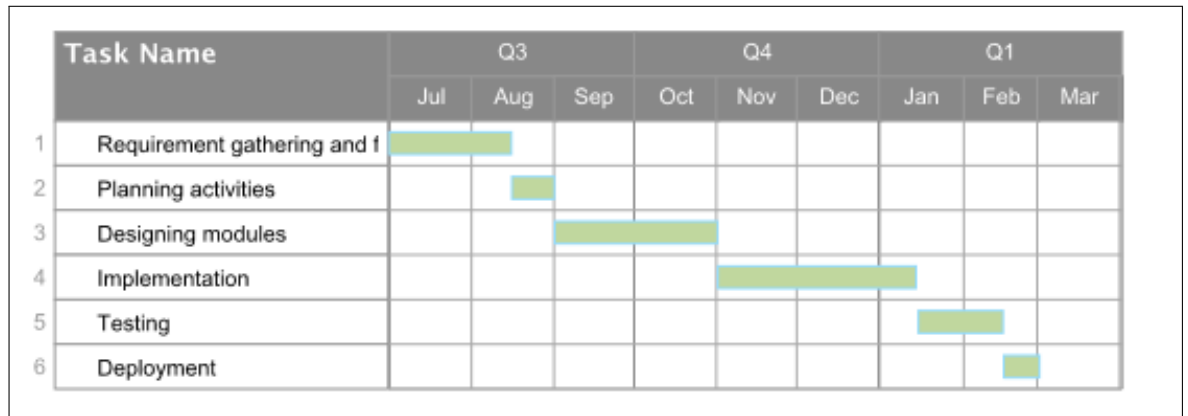 Task Name Q3 Q4 Q1
Jul Aug Sep Oct Nov Dec Jan Feb Mar
1 Requirement gathering and f
2 Planning activities
3 Designing modules
4 Implementation
5 Testing
6 Deployment